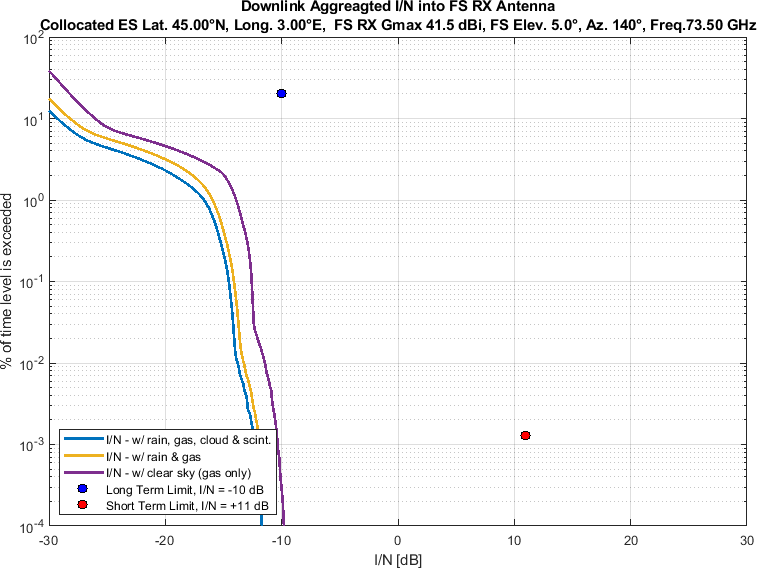 Downlink Aggreagted I/N into FS RX Antenna
Collocated ES Lat. 45.00°N, Long. 3.00°E, FS RX Gmax 41.5 dBi, FS Elev. 5.0°, Az. 140°, Freq.73.50 GHz
% of time level is exceeded
10^2
10^1
10^0
10^-1
10^-2
10^-3
10^-4
I/N - w/ rain, gas, cloud & scint.
I/N - w/ rain & gas
I/N - w/ clear sky (gas only)
Long Term Limit, I/N = -10 dB
Short Term Limit, I/N = +11 dB
-30 -20 -10 0 10 20 30
I/N [dB]